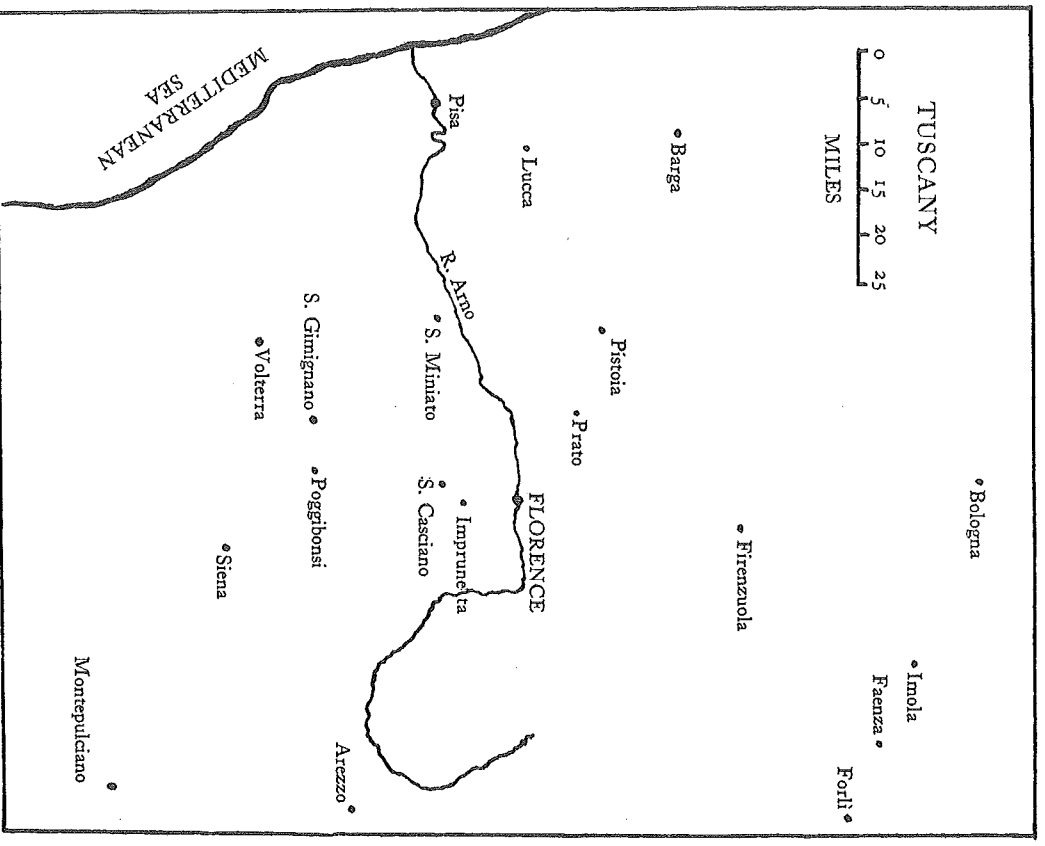 TUSCANY
0 5 10 15 20 25
MILES
Bologna
Imola
Faenza
Forlì
Firenzuola
Barga
Pistoia
Prato
Lucca
FLORENCE
Pisa
R. Arno
Impruneta
S. Miniato
S. Casciano
Arezzo
S. Gimignano
Poggibonsi
Volterra
Siena
MEDITERRANEAN
SEA
Montepulciano